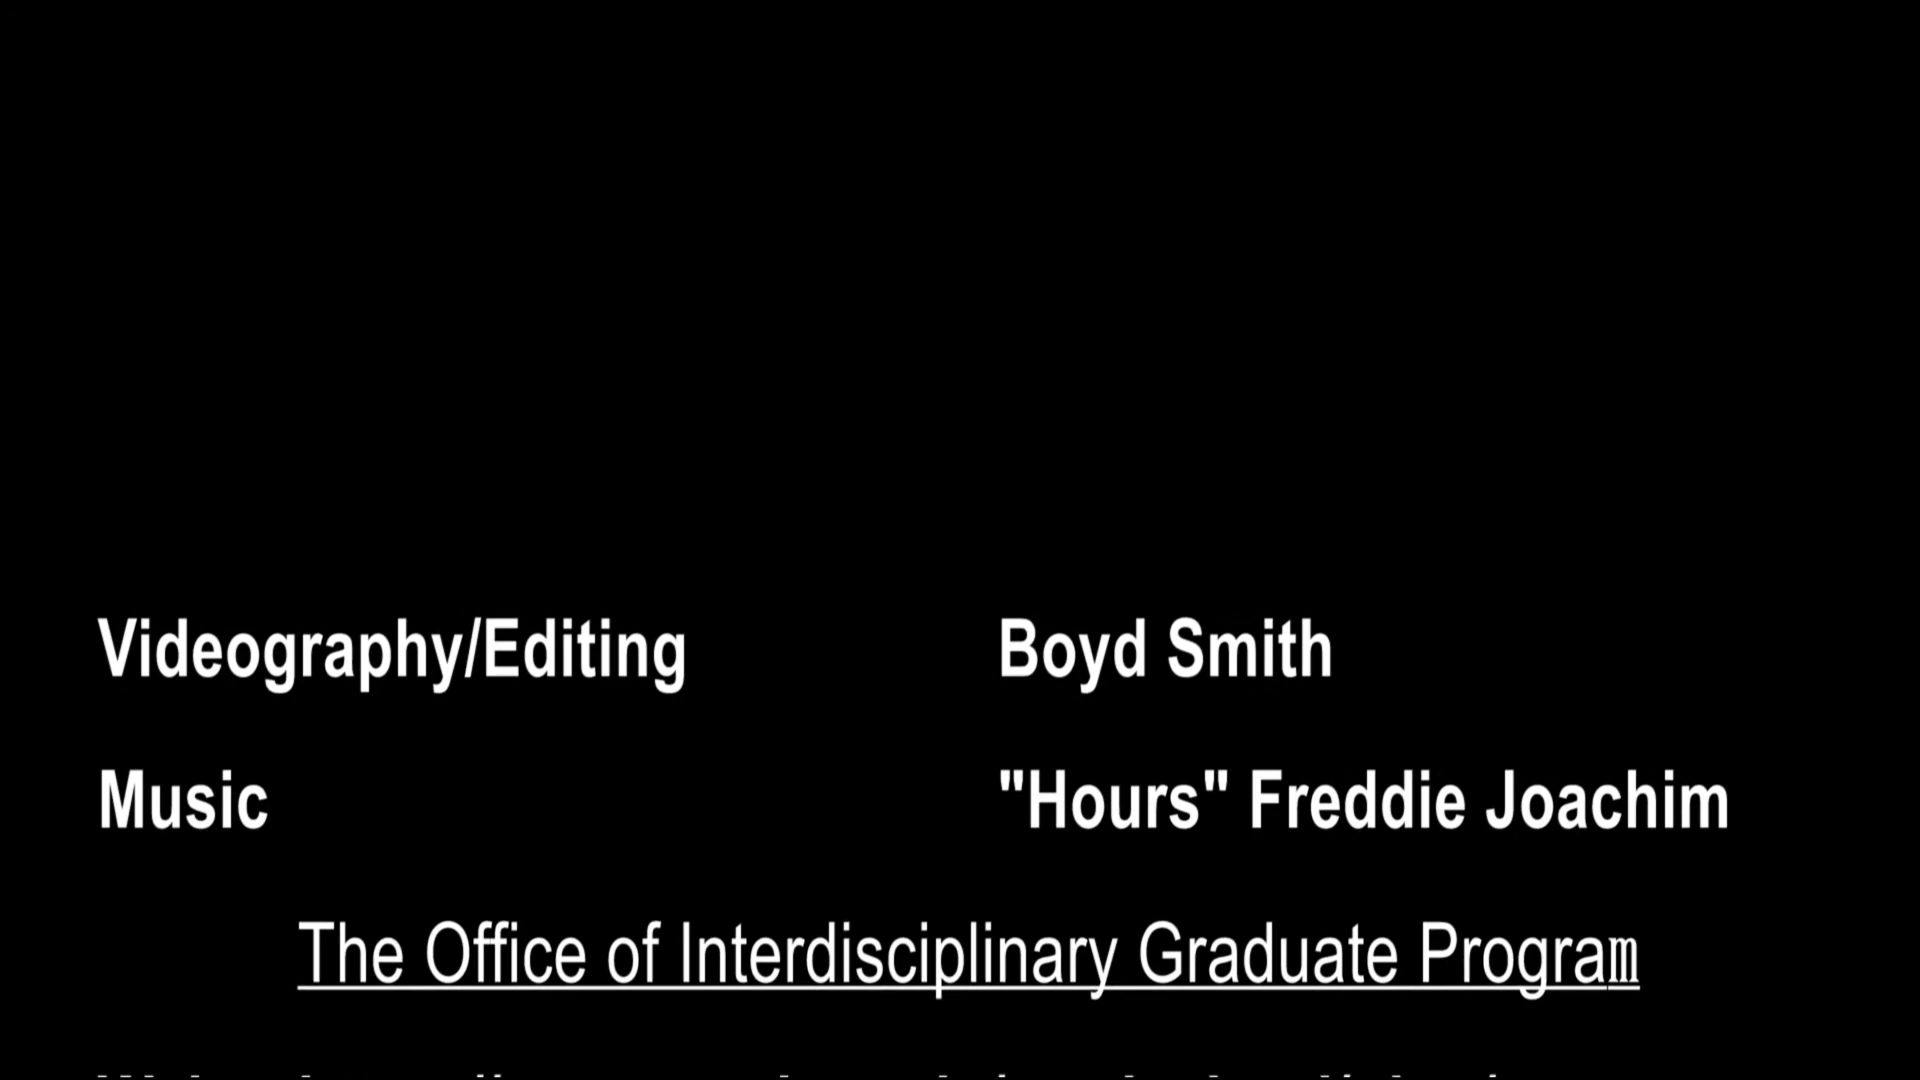 Videography/Editing Boyd Smith
Music "Hours" Freddie Joachim
The Office of Interdisciplinary Graduate Program